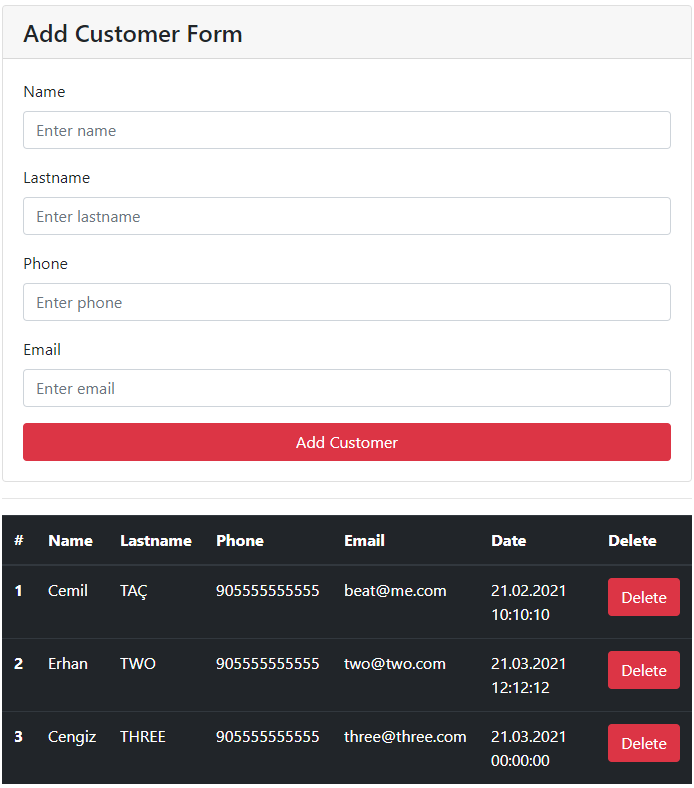 Add Customer Form
Name
Enter name
Lastname
Enter lastname
Phone
Enter phone
Email
Enter email
Add Customer
# Name Lastname Phone Email Date Delete
1 Cemil TAÇ 905555555555 beat@me.com 21.02.2021 Delete
10:10:10
2 Erhan TWO 905555555555 two@two.com 21.03.2021 Delete
12:12:12
3 Cengiz THREE 905555555555 three@three.com 21.03.2021 Delete
00:00:00